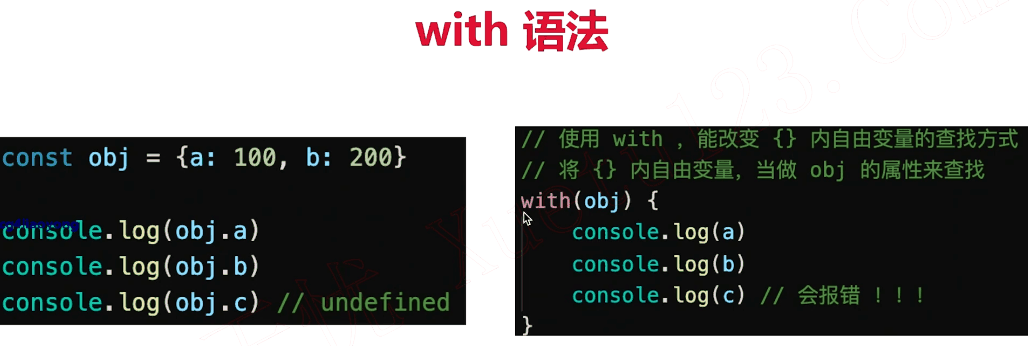 with 语法
const obj = {a: 100, b: 200}
console.log(obj.a)
console.log(obj.b)
console.log(obj.c) // undefined
// 使用 with ，能改变 {} 内自由变量的查找方式
// 将 {} 内自由变量，当做 obj 的属性来查找
with(obj) {
console.log(a)
console.log(b)
console.log(c) // 会报错 ！！！
}